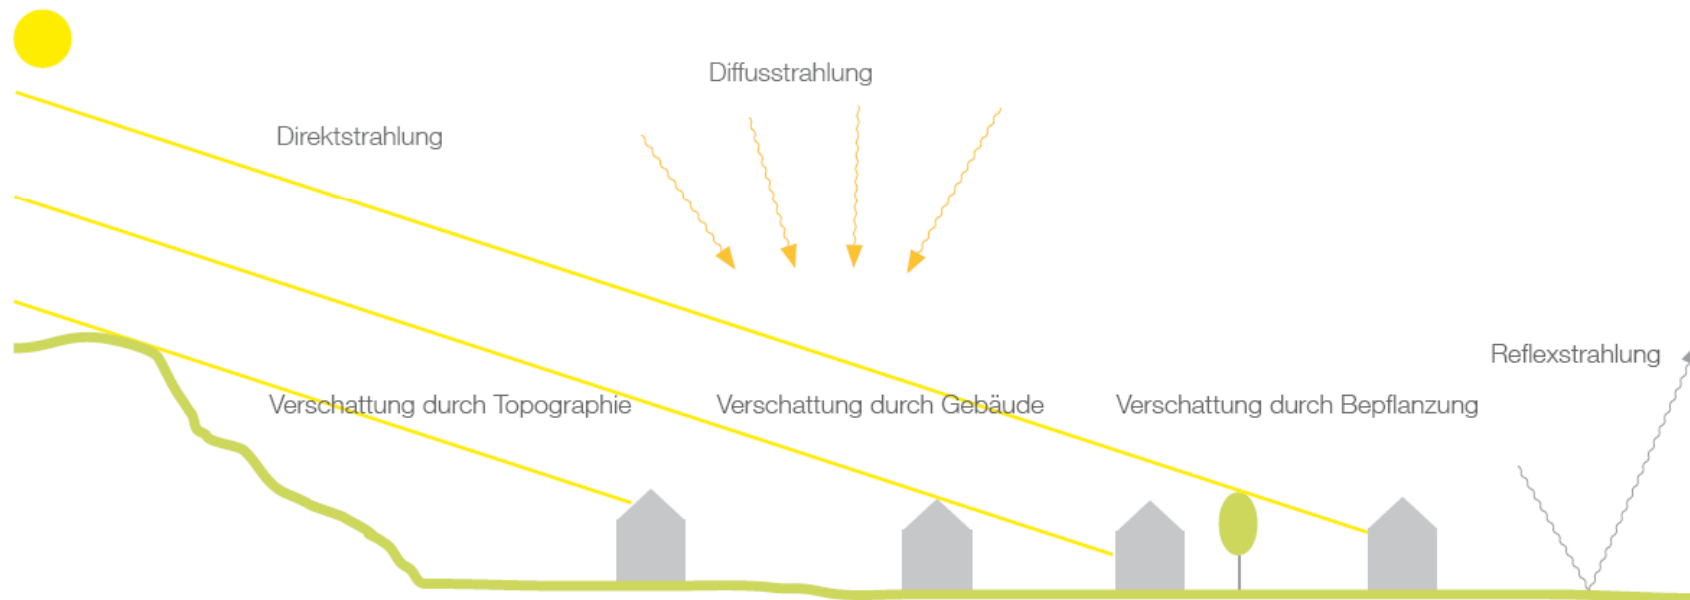 Diffusstrahlung
Direktstrahlung
Reflexstrahlung
Verschattung durch Topographie
Verschattung durch Gebäude
Verschattung durch Bepflanzung